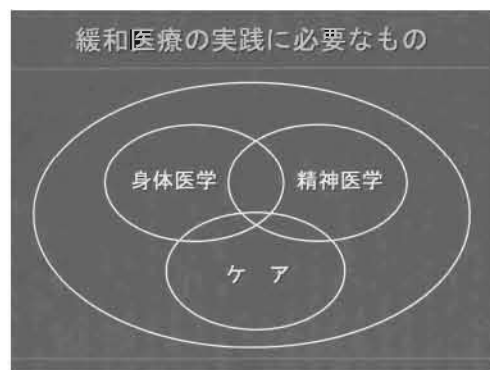 緩和医療の実践に必要なもの
身体医学
精神医学
ケ ア